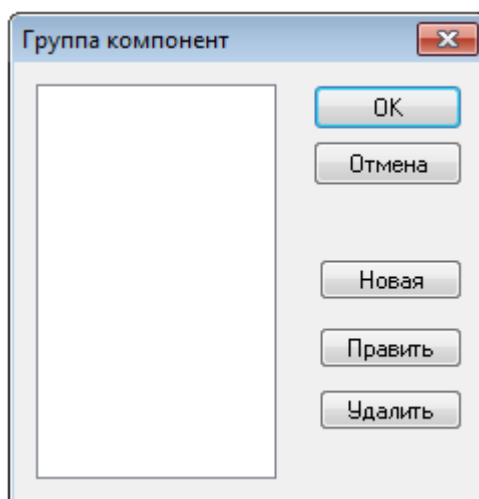 Группа компонент
OK
Отмена
Новая
Править
Удалить